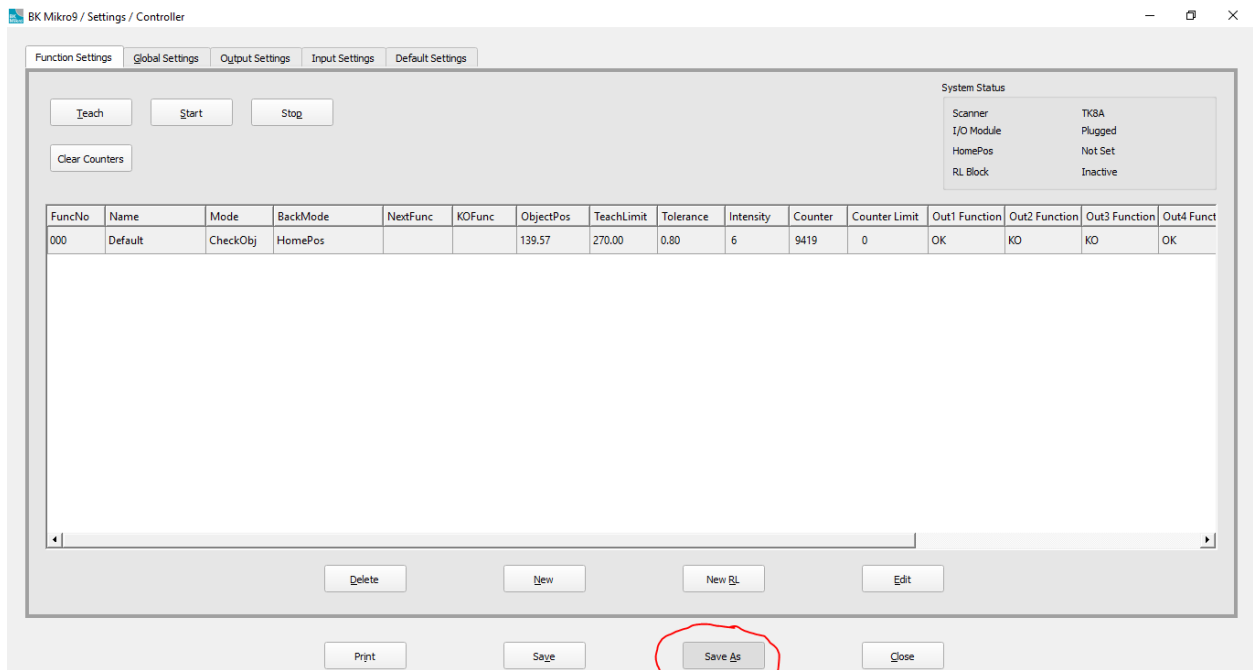 BK Mikro9 / Settings / Controller
Function Settings Global Settings Output Settings Input Settings Default Settings
System Status
Teach Start Stop
Scanner TK8A
I/O Module Plugged
Clear Counters
HomePos Not Set
RL Block Inactive
FuncNo Name Mode BackMode NextFunc KOFunc ObjectPos TeachLimit Tolerance Intensity Counter Counter Limit Out1 Function Out2 Function Out3 Function Out4 Funct
000 Default CheckObj HomePos 139.57 270.00 0.80 6 9419 0 OK KO KO OK
Delete New New RL Edit
Print Save Save As Close